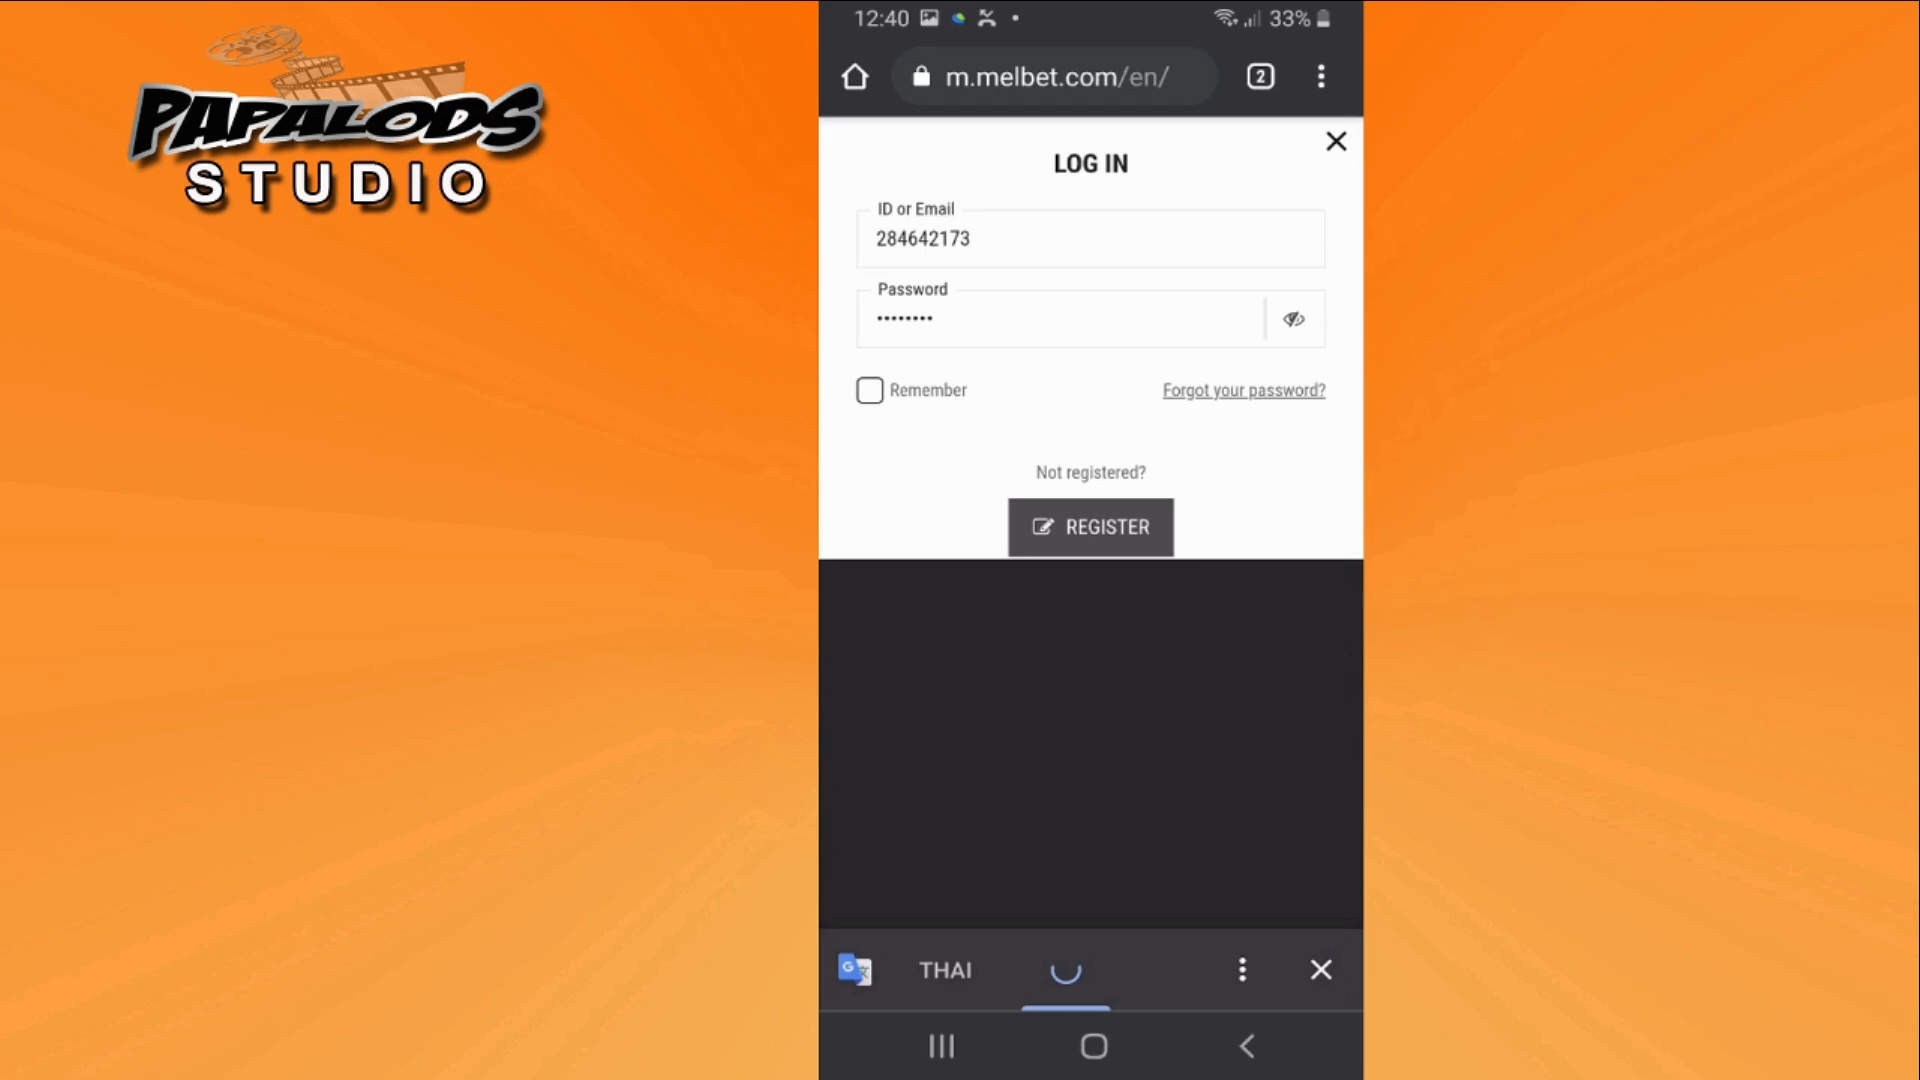 PAPALODS
STUDIO
12:40
33%
m.melbet.com/en/
2
LOG IN
ID or Email
284642173
Password
••••••••
Remember
Forgot your password?
Not registered?
REGISTER
THAI